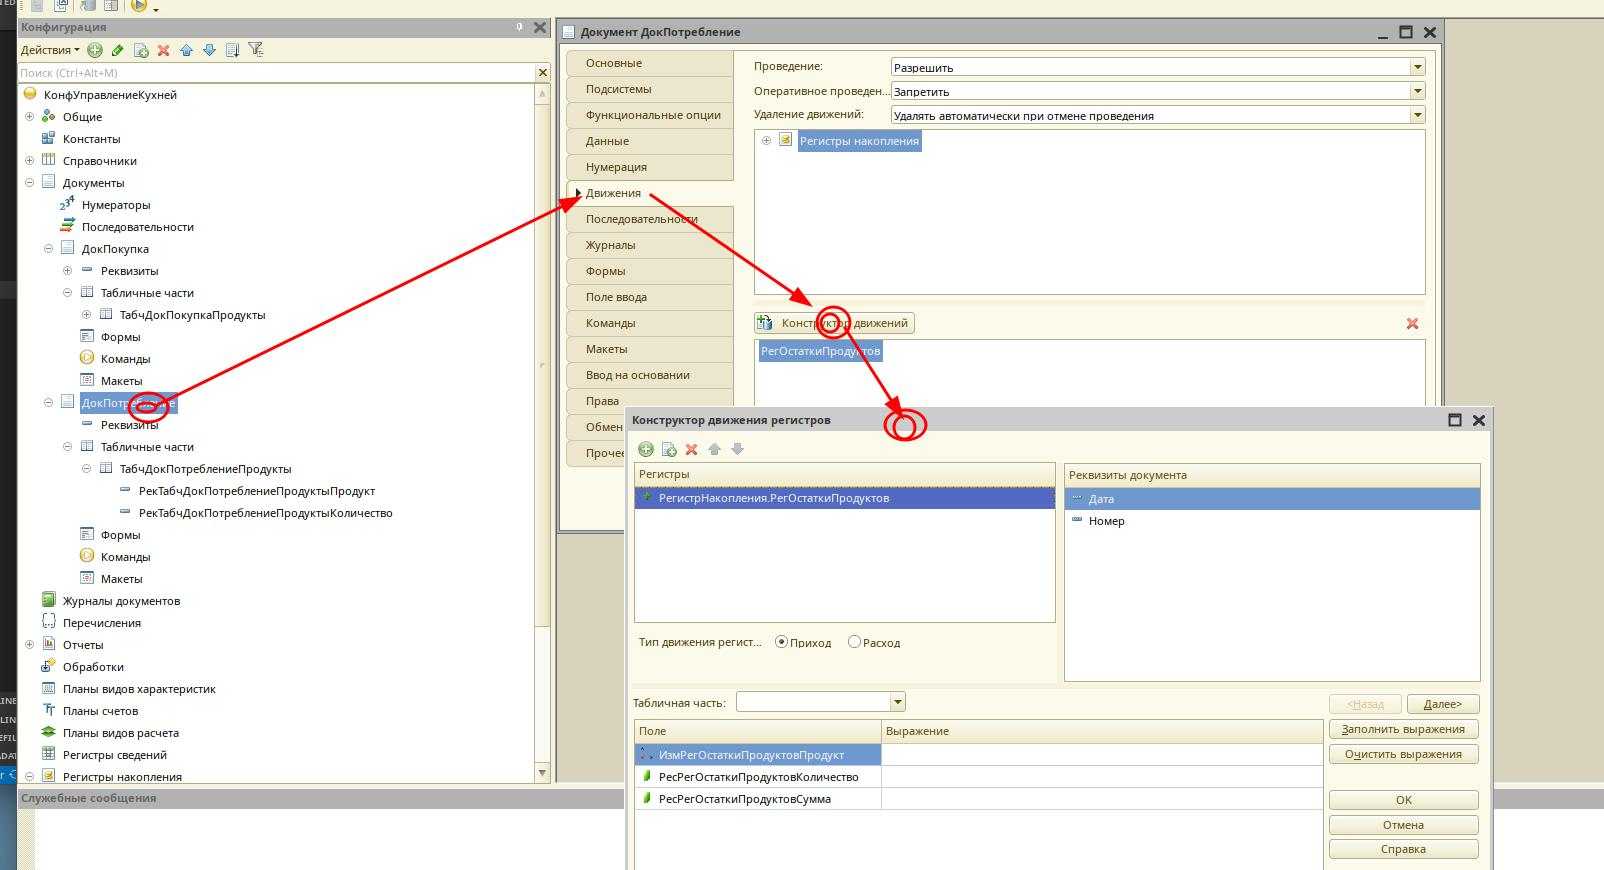 Конфигурация
Действия
Поиск (Ctrl+Alt+M)
КонфУправлениеКухней
Общие
Константы
Справочники
Документы
Нумераторы
Последовательности
ДокПокупка
Реквизиты
Табличные части
ТабчДокПокупкаПродукты
Формы
Команды
Макеты
ДокПотребление
Реквизиты
Табличные части
ТабчДокПотреблениеПродукты
РекТабчДокПотреблениеПродуктыПродукт
РекТабчДокПотреблениеПродуктыКоличество
Формы
Команды
Макеты
Журналы документов
Перечисления
Отчеты
Обработки
Планы видов характеристик
Планы счетов
Планы видов расчета
Регистры сведений
Регистры накопления
Служебные сообщения
Документ ДокПотребление
Основные
Подсистемы
Функциональные опции
Данные
Нумерация
Движения
Последовательности
Журналы
Формы
Поле ввода
Команды
Макеты
Ввод на основании
Права
Обмен
Прочее
Проведение: Разрешить
Оперативное проведен... Запретить
Удаление движений: Удалять автоматически при отмене проведения
Регистры накопления
Конструктор движений
РегОстаткиПродуктов
Конструктор движения регистров
Регистры
РегистрНакопления.РегОстаткиПродуктов
Реквизиты документа
Дата
Номер
Тип движения регист... Приход Расход
Табличная часть:
<Назад Далее>
Поле Выражение
ИзмРегОстаткиПродуктовПродукт
РесРегОстаткиПродуктовКоличество
РесРегОстаткиПродуктовСумма
Заполнить выражения
Очистить выражения
OK
Отмена
Справка